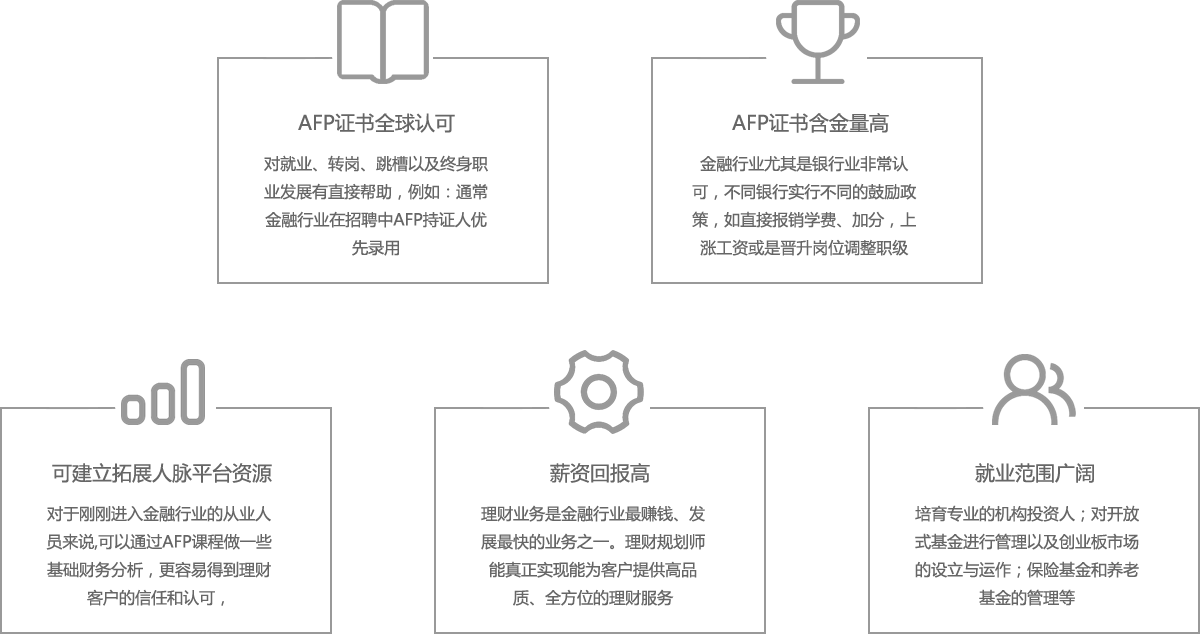 AFP证书全球认可
对就业、转岗、跳槽以及终身职
业发展有直接帮助，例如：通常
金融行业在招聘中AFP持证人优
先录用
AFP证书含金量高
金融行业尤其是银行业非常认
可，不同银行实行不同的鼓励政
策，如直接报销学费、加分，上
涨工资或是晋升岗位调整职级
可建立拓展人脉平台资源
对于刚刚进入金融行业的从业人
员来说,可以通过AFP课程做一些
基础财务分析，更容易得到理财
客户的信任和认可，
薪资回报高
理财业务是金融行业最赚钱、发
展最快的业务之一。理财规划师
能真正实现能为客户提供高品
质、全方位的理财服务
就业范围广阔
培育专业的机构投资人；对开放
式基金进行管理以及创业板市场
的设立与运作；保险基金和养老
基金的管理等